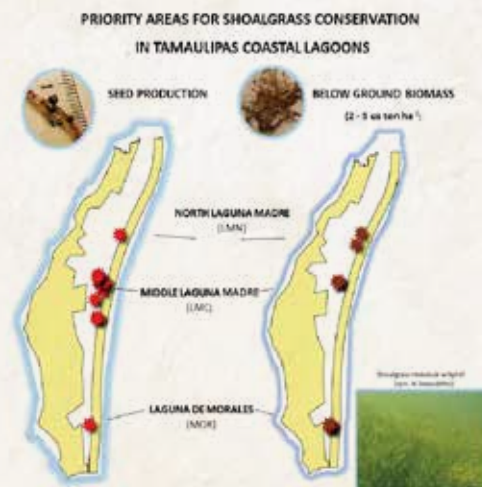 PRIORITY AREAS FOR SHOALGRASS CONSERVATION
IN TAMAULIPAS COASTAL LAGOONS
SEED PRODUCTION
BELOW GROUND BIOMASS
NORTH LAGUNA MADRE
(LMN)
MIDDLE LAGUNA MADRE
(LMC)
LAGUNA DE MORALES
(MOR)
Shoalgrass